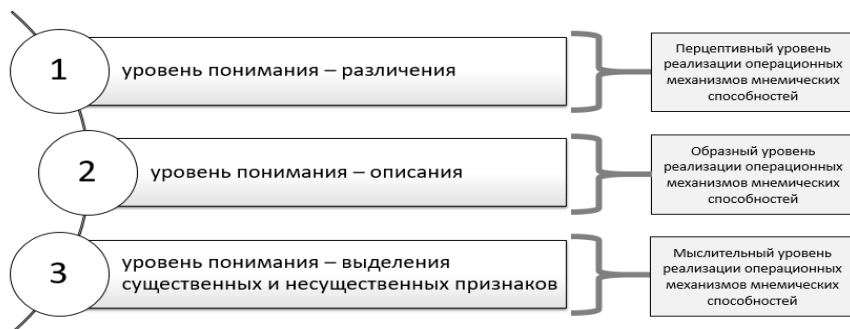 1
уровень понимания – различения
Перцептивный уровень
реализации операционных
механизмов мнемических
способностей
2
уровень понимания – описания
Образный уровень
реализации операционных
механизмов мнемических
способностей
3
уровень понимания – выделения
существенных и несущественных признаков
Мыслительный уровень
реализации операционных
механизмов мнемических
способностей